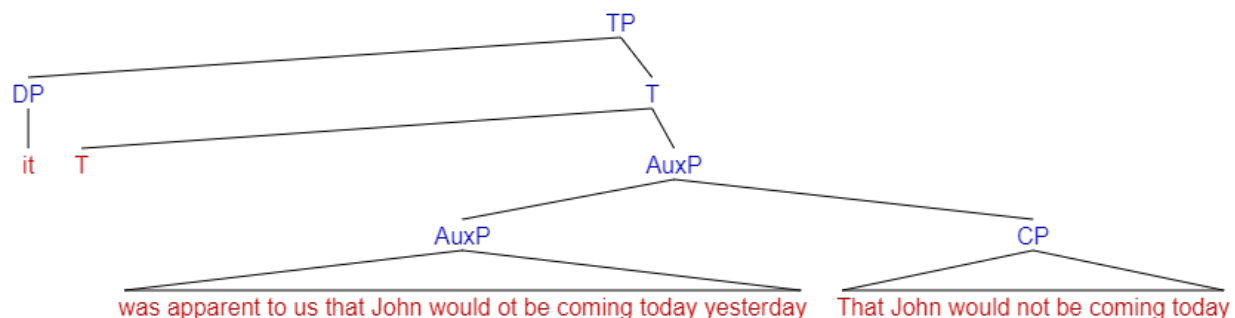 TP
DP T
it T AuxP
AuxP CP
was apparent to us that John would ot be coming today yesterday That John would not be coming today